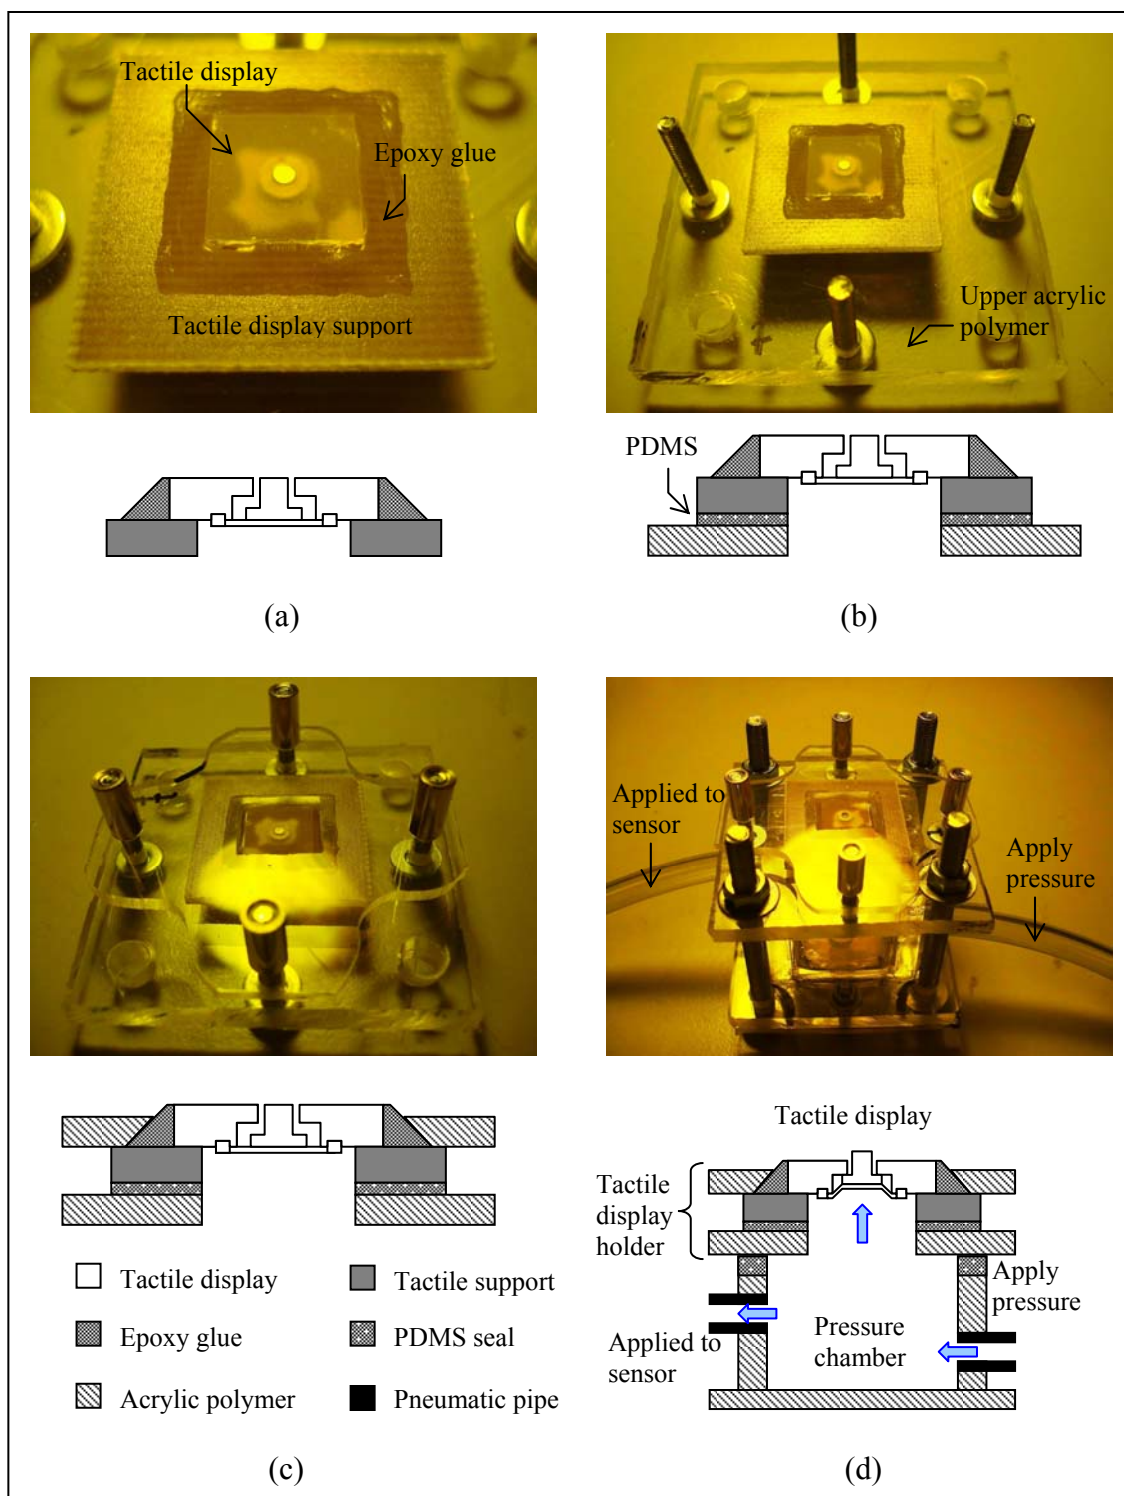 Tactile display
Epoxy glue
Tactile display support
Upper acrylic
polymer
PDMS
(a)
(b)
Applied to
sensor
Apply
pressure
Tactile display
Tactile
display
holder
Apply
pressure
Applied to
sensor
Pressure
chamber
Tactile display
Tactile support
Epoxy glue
PDMS seal
Acrylic polymer
Pneumatic pipe
(c)
(d)